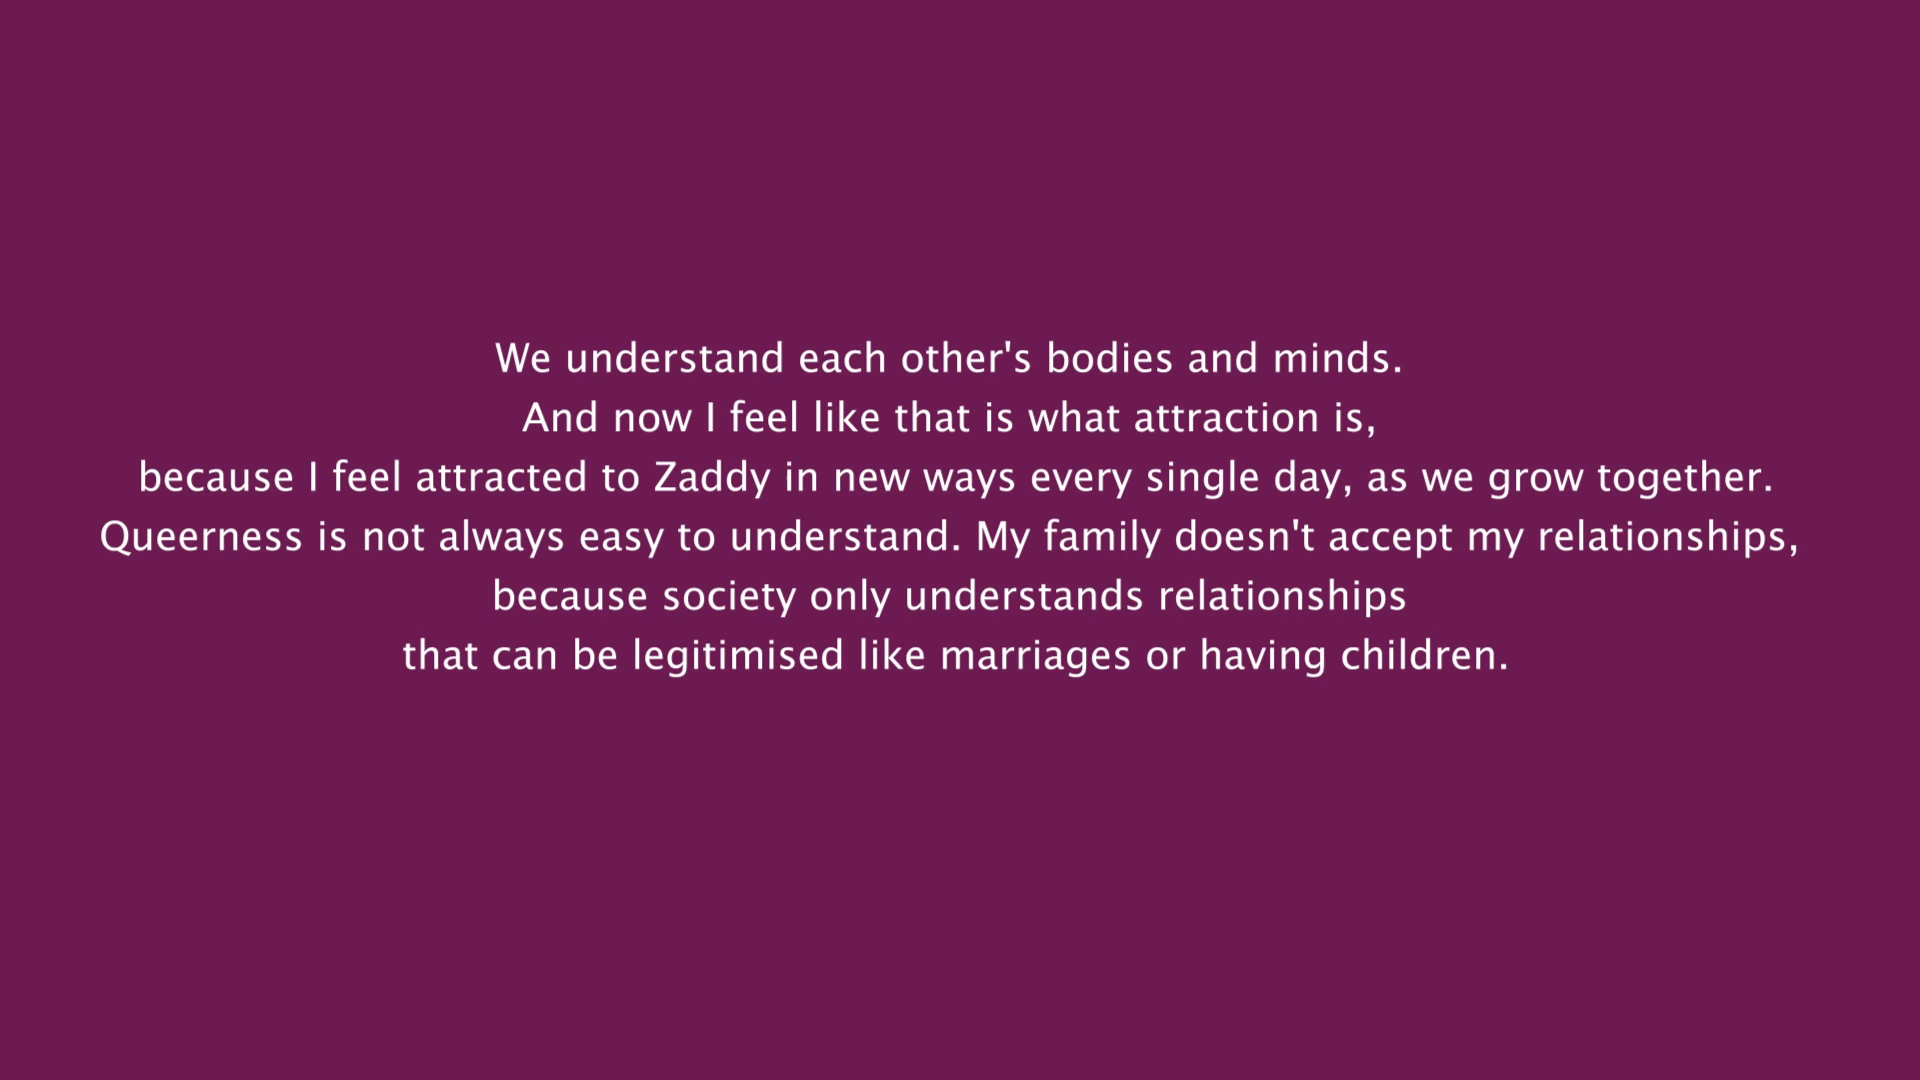 We understand each other's bodies and minds.
And now I feel like that is what attraction is,
because I feel attracted to Zaddy in new ways every single day, as we grow together.
Queerness is not always easy to understand. My family doesn't accept my relationships,
because society only understands relationships
that can be legitimised like marriages or having children.